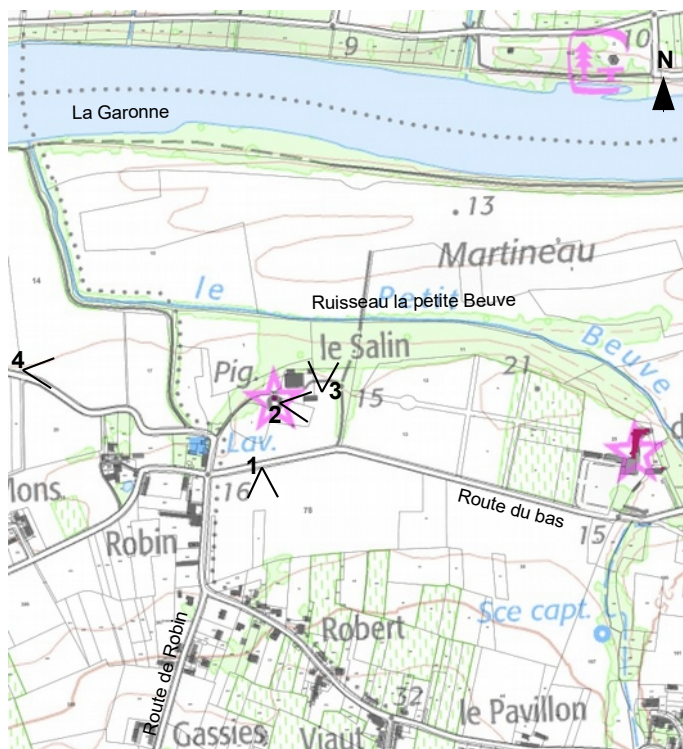 9
10
N
La Garonne
13
Martineau
le Petit Beuve
Ruisseau la petite Beuve
14
4
le Salin
21
Pig.
3
15
2
Lav.
1
16
78
lons.
Route du bas
15
Robin
Sce capt.
Robert
Route de Robin
32
le Pavillon
Gassies
Viaut